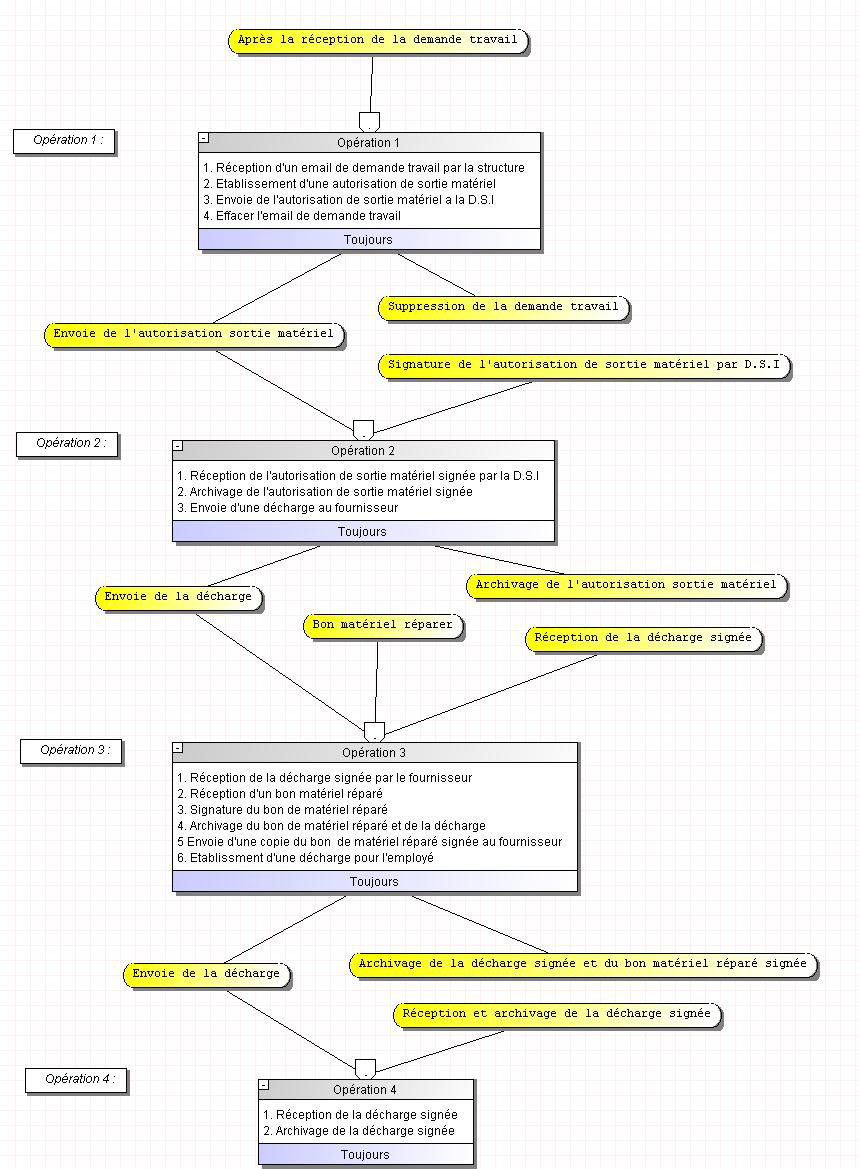 Après la réception de la demande travail
Opération 1 :
Opération 1
1. Réception d'un email de demande travail par la structure
2. Etablissement d'une autorisation de sortie matériel
3. Envoie de l'autorisation de sortie matériel a la D.S.I
4. Effacer l'email de demande travail
Toujours
Suppression de la demande travail
Envoie de l'autorisation sortie matériel
Signature de l'autorisation de sortie matériel par D.S.I
Opération 2 :
Opération 2
1. Réception de l'autorisation de sortie matériel signée par la D.S.I
2. Archivage de l'autorisation de sortie matériel signée
3. Envoie d'une décharge au fournisseur
Toujours
Archivage de l'autorisation sortie matériel
Envoie de la décharge
Bon matériel réparer
Réception de la décharge signée
Opération 3 :
Opération 3
1. Réception de la décharge signée par le fournisseur
2. Réception d'un bon matériel réparé
3. Signature du bon de matériel réparé
4. Archivage du bon de matériel réparé et de la décharge
5 Envoie d'une copie du bon  de matériel réparé signée au fournisseur
6. Etablissment d'une décharge pour l'employé
Toujours
Archivage de la décharge signée et du bon matériel réparé signée
Envoie de la décharge
Réception et archivage de la décharge signée
Opération 4 :
Opération 4
1. Réception de la décharge signée
2. Archivage de la décharge signée
Toujours